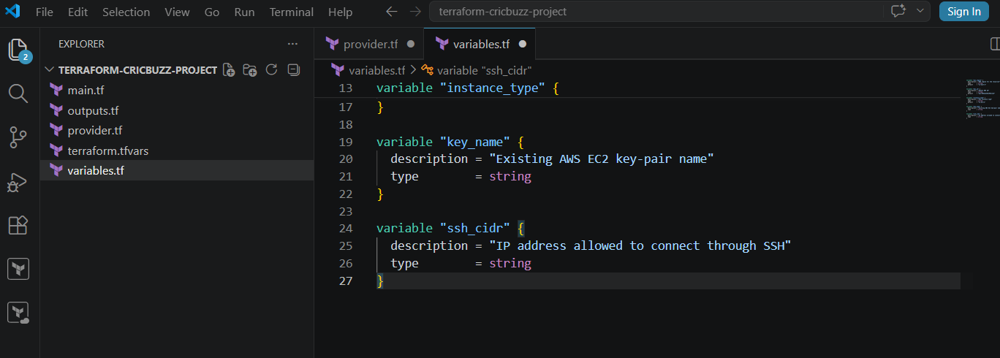 File Edit Selection View Go Run Terminal Help
terraform-cricbuzz-project
Sign In
2
EXPLORER
TERRAFORM-CRICBUZZ-PROJECT
main.tf
outputs.tf
provider.tf
terraform.tfvars
variables.tf
provider.tf variables.tf
variables.tf > variable "ssh_cidr"
13 variable "instance_type" {
17 }
18
19 variable "key_name" {
20 description = "Existing AWS EC2 key-pair name"
21 type = string
22 }
23
24 variable "ssh_cidr" {
25 description = "IP address allowed to connect through SSH"
26 type = string
27 }